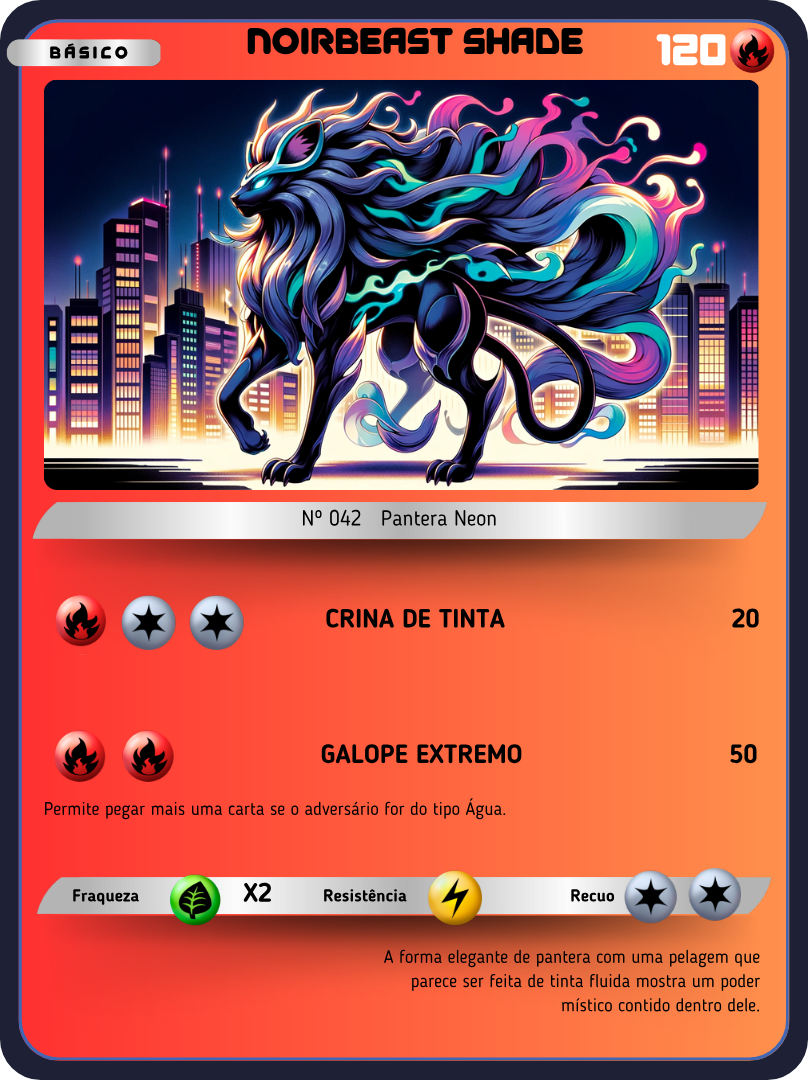 NOIRBEAST SHADE
BÁSICO
120
Nº 042 Pantera Neon
CRINA DE TINTA 20
GALOPE EXTREMO 50
Permite pegar mais uma carta se o adversário for do tipo Água.
Fraqueza X2 Resistência Recuo
A forma elegante de pantera com uma pelagem que
parece ser feita de tinta fluida mostra um poder
místico contido dentro dele.